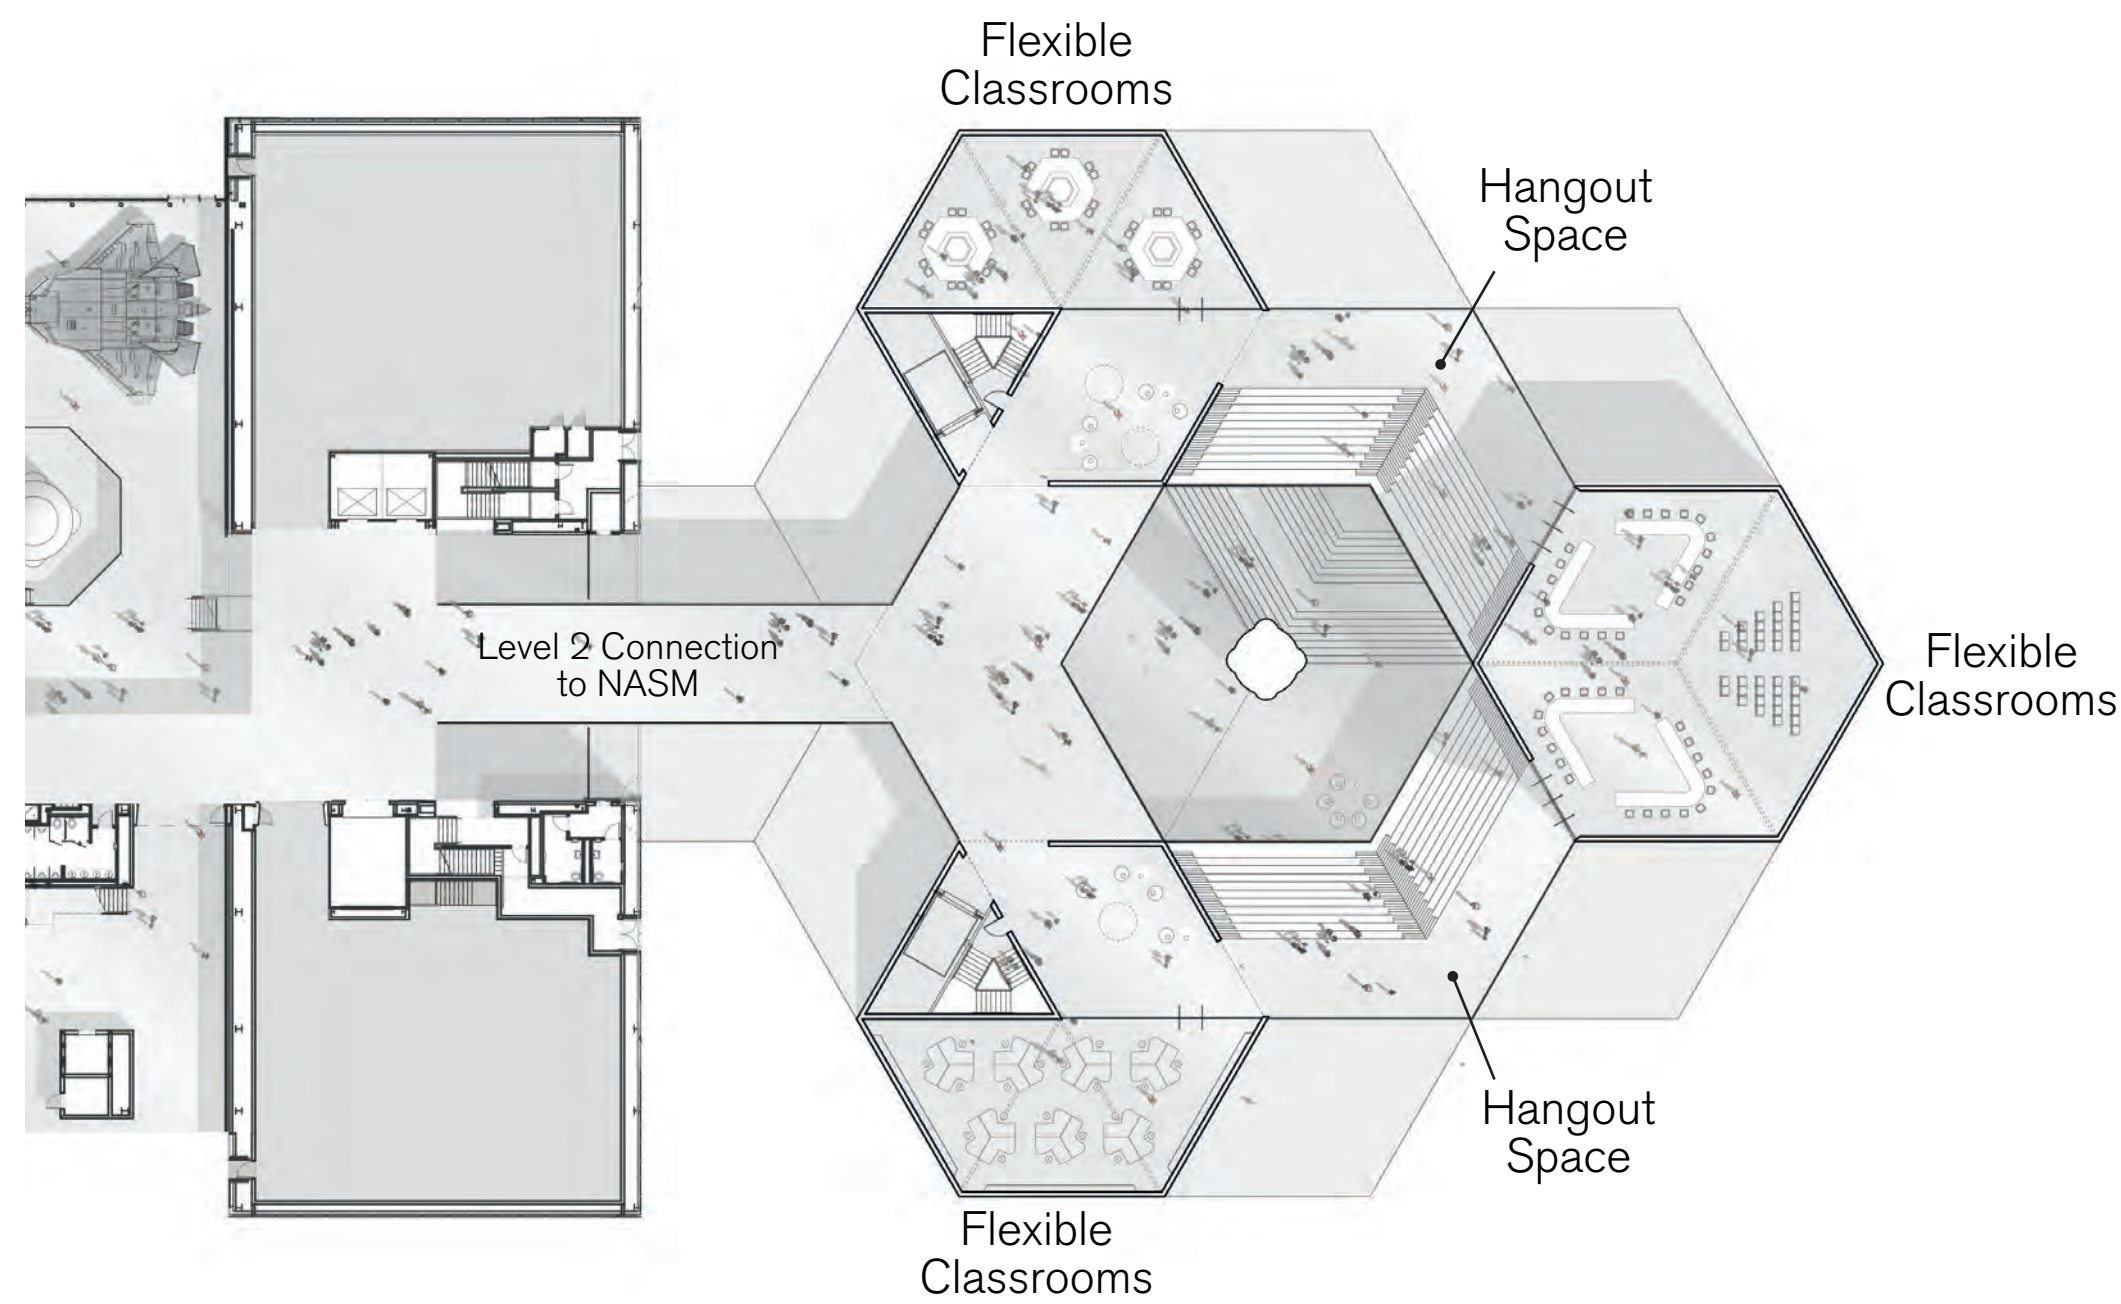 Flexible
Classrooms
Hangout
Space
Level 2 Connection
to NASM
Flexible
Classrooms
Hangout
Space
Flexible
Classrooms